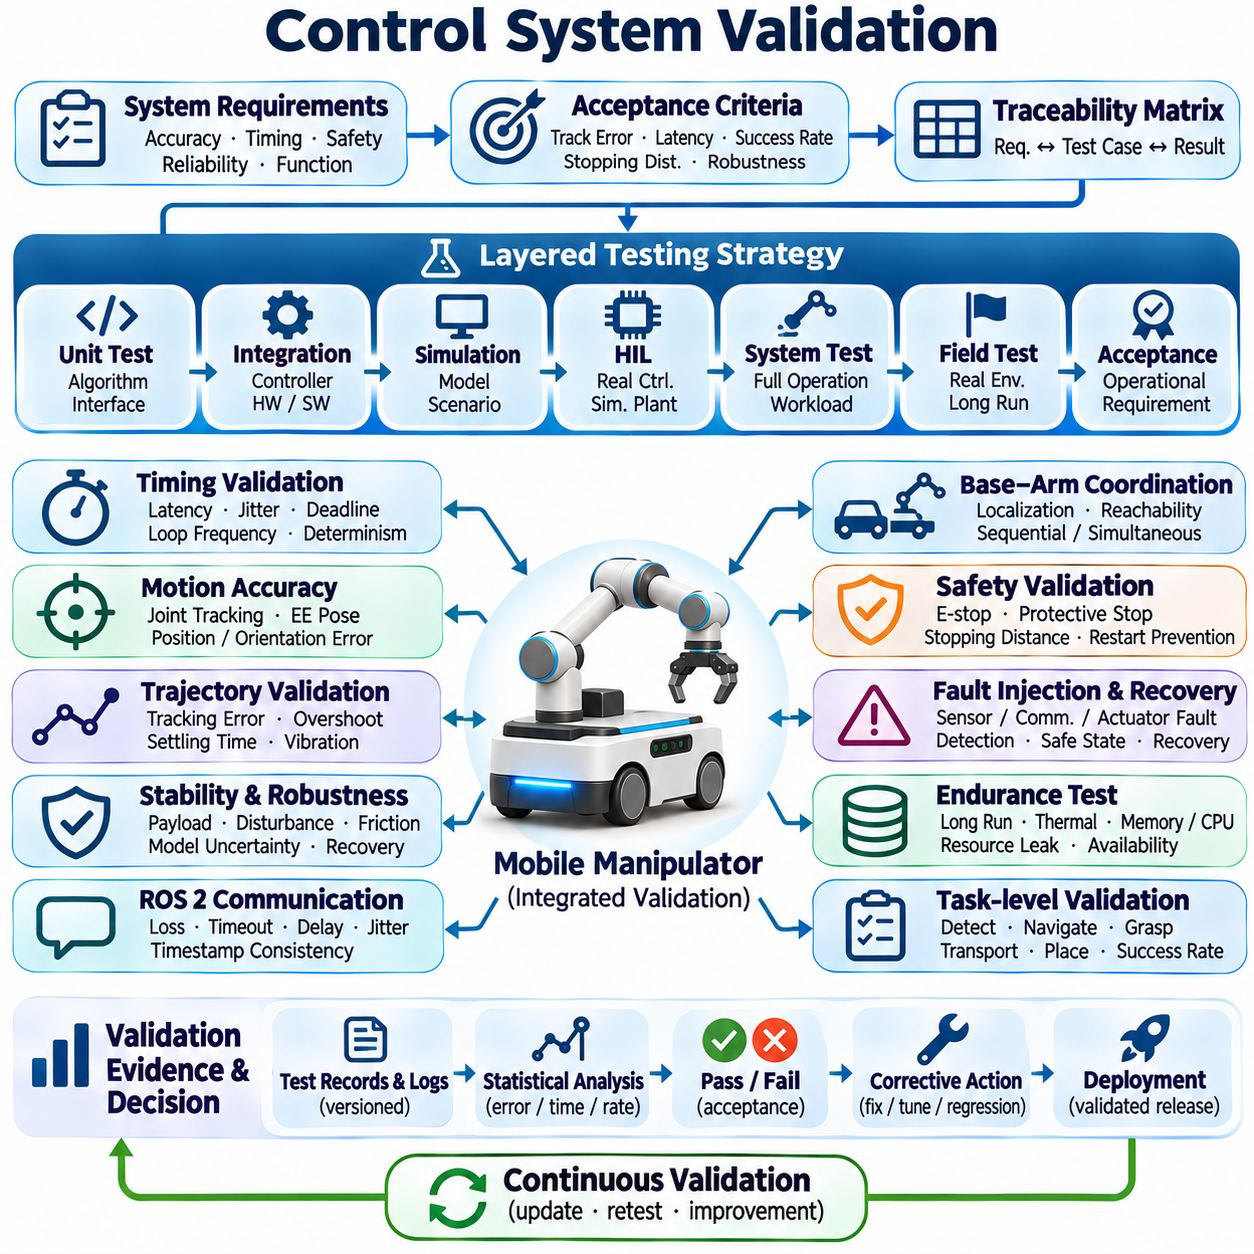 Control System Validation
System Requirements
Accuracy · Timing · Safety
Reliability · Function
Acceptance Criteria
Track Error · Latency · Success Rate
Stopping Dist. · Robustness
Traceability Matrix
Req. ↔ Test Case ↔ Result
Layered Testing Strategy
Unit Test
Algorithm
Interface
Integration
Controller
HW / SW
Simulation
Model
Scenario
HIL
Real Ctrl.
Sim. Plant
System Test
Full Operation
Workload
Field Test
Real Env.
Long Run
Acceptance
Operational
Requirement
Timing Validation
Latency · Jitter · Deadline
Loop Frequency · Determinism
Motion Accuracy
Joint Tracking · EE Pose
Position / Orientation Error
Trajectory Validation
Tracking Error · Overshoot
Settling Time · Vibration
Stability & Robustness
Payload · Disturbance · Friction
Model Uncertainty · Recovery
ROS 2 Communication
Loss · Timeout · Delay · Jitter
Timestamp Consistency
Mobile Manipulator
(Integrated Validation)
Base–Arm Coordination
Localization · Reachability
Sequential / Simultaneous
Safety Validation
E-stop · Protective Stop
Stopping Distance · Restart Prevention
Fault Injection & Recovery
Sensor / Comm. / Actuator Fault
Detection · Safe State · Recovery
Endurance Test
Long Run · Thermal · Memory / CPU
Resource Leak · Availability
Task-level Validation
Detect · Navigate · Grasp
Transport · Place · Success Rate
Validation
Evidence &
Decision
Test Records & Logs
(versioned)
Statistical Analysis
(error / time / rate)
Pass / Fail
(acceptance)
Corrective Action
(fix / tune / regression)
Deployment
(validated release)
Continuous Validation
(update · retest · improvement)